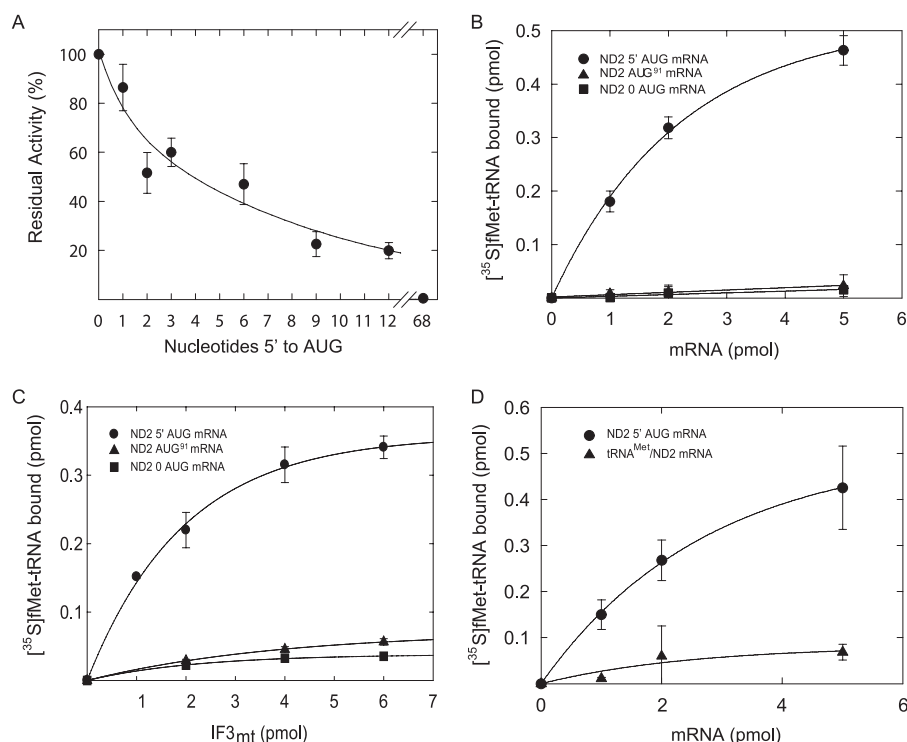 A
Residual Activity (%)
100
80
60
40
20
0 1 2 3 4 5 6 7 8 9 10 11 12 68
Nucleotides 5' to AUG
B
[³⁵S]fMet-tRNA bound (pmol)
0.5
0.4
0.3
0.2
0.1
0 2 4 6
mRNA (pmol)
ND2 5' AUG mRNA
ND2 AUG⁹¹ mRNA
ND2 0 AUG mRNA
C
[³⁵S]fMet-tRNA bound (pmol)
0.4
0.3
0.2
0.1
1 2 3 4 5 6 7
IF3mt (pmol)
ND2 5' AUG mRNA
ND2 AUG⁹¹ mRNA
ND2 0 AUG mRNA
D
[³⁵S]fMet-tRNA bound (pmol)
0.6
0.5
0.4
0.3
0.2
0.1
0 2 4 6
mRNA (pmol)
ND2 5' AUG mRNA
tRNAᴹᵉᵗ/ND2 mRNA